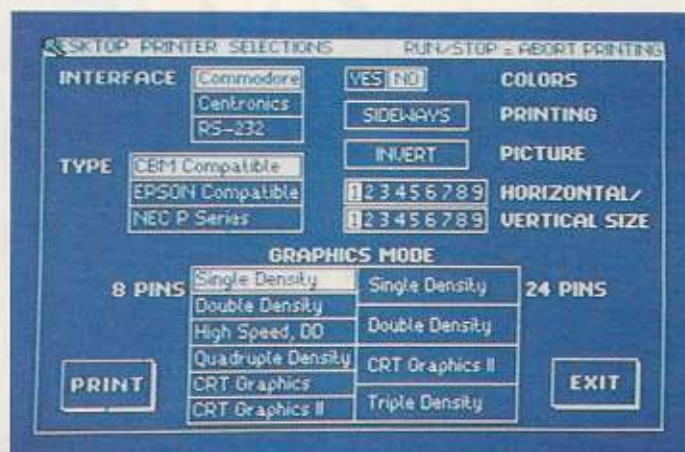 DESKTOP PRINTER SELECTIONS RUN/STOP = ABORT PRINTING
INTERFACE Commodore YES NO COLORS
Centronics SIDEWAYS PRINTING
RS-232
TYPE CBM Compatible INVERT PICTURE
EPSON Compatible 123456789 HORIZONTAL/
NEC P Series 123456789 VERTICAL SIZE
GRAPHICS MODE
8 PINS Single Density Single Density 24 PINS
Double Density Double Density
High Speed, DD
Quadruple Density CRT Graphics II
CRT Graphics
CRT Graphics II Triple Density
PRINT EXIT